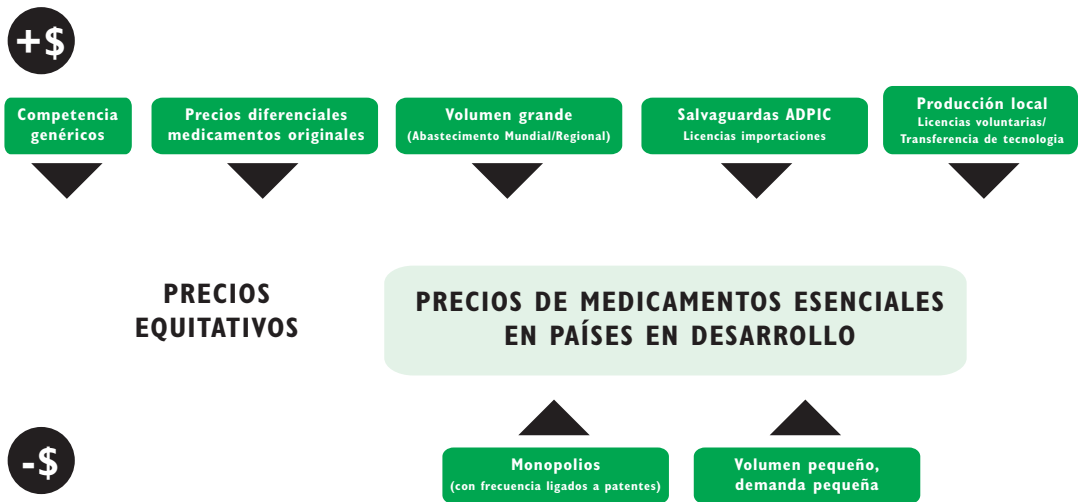 +$
Competencia
genéricos
Precios diferenciales
medicamentos originales
Volumen grande
(Abastecimento Mundial/Regional)
Salvaguardas ADPIC
Licencias importaciones
Producción local
Licencias voluntarias/
Transferencia de tecnologia
PRECIOS
EQUITATIVOS
PRECIOS DE MEDICAMENTOS ESENCIALES
EN PAÍSES EN DESARROLLO
-$
Monopolios
(con frecuencia ligados a patentes)
Volumen pequeño,
demanda pequeña